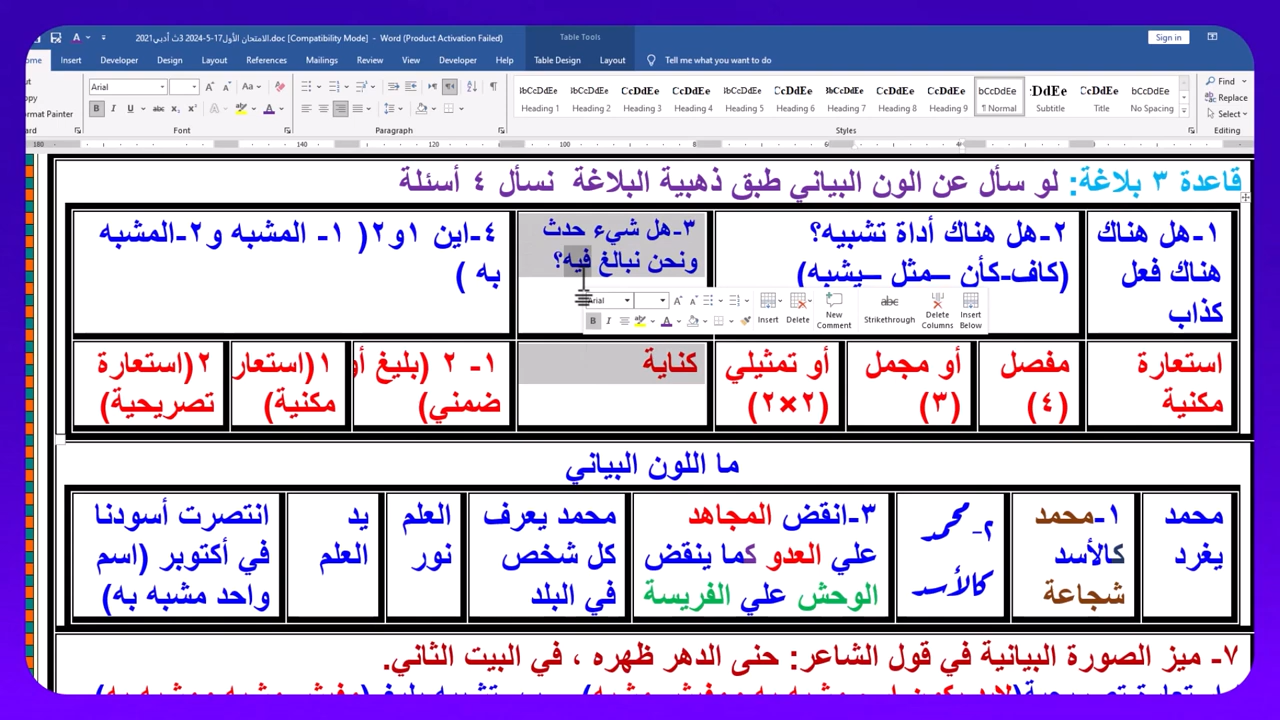 الامتحان الأول17-5-2024 3ث أدبي2021.doc [Compatibility Mode] - Word (Product Activation Failed)
Table Tools
Sign in
ome Insert Developer Design Layout References Mailings Review View Developer Help Table Design Layout Tell me what you want to do
Arial
Aa
Find
opy
Replace
ormat Painter
Select
Heading 1 Heading 2 Heading 3 Heading 4 Heading 5 Heading 6 Heading 7 Heading 8 Heading 9 ¶ Normal Subtitle Title No Spacing
Font Paragraph Styles Editing
قاعدة ٣ بلاغة: لو سأل عن الون البياني طبق ذهبية البلاغة نسأل ٤ أسئلة
١-هل هناك
هناك فعل
كذاب
٢-هل هناك أداة تشبيه؟
(كاف-كأن –مثل –يشبه)
٣-هل شيء حدث
ونحن نبالغ فيه؟
٤-اين ١و٢( ١- المشبه و٢-المشبه
به )
Arial
Insert Delete New Comment Strikethrough Delete Columns Insert Below
استعارة
مكنية
مفصل
(٤)
أو مجمل
(٣)
أو تمثيلي
(٢×٢)
كناية
١- ٢ (بليغ أو
ضمني)
١(استعار
مكنية)
٢(استعارة
تصريحية)
ما اللون البياني
محمد
يغرد
١-محمد
كالأسد
شجاعة
٢- محمد
كالأسد
٣-انقض المجاهد
علي العدو كما ينقض
الوحش علي الفريسة
محمد يعرف
كل شخص
في البلد
العلم
نور
يد
العلم
انتصرت أسودنا
في أكتوبر (اسم
واحد مشبه به)
٧- ميز الصورة البيانية في قول الشاعر: حنى الدهر ظهره ، في البيت الثاني.